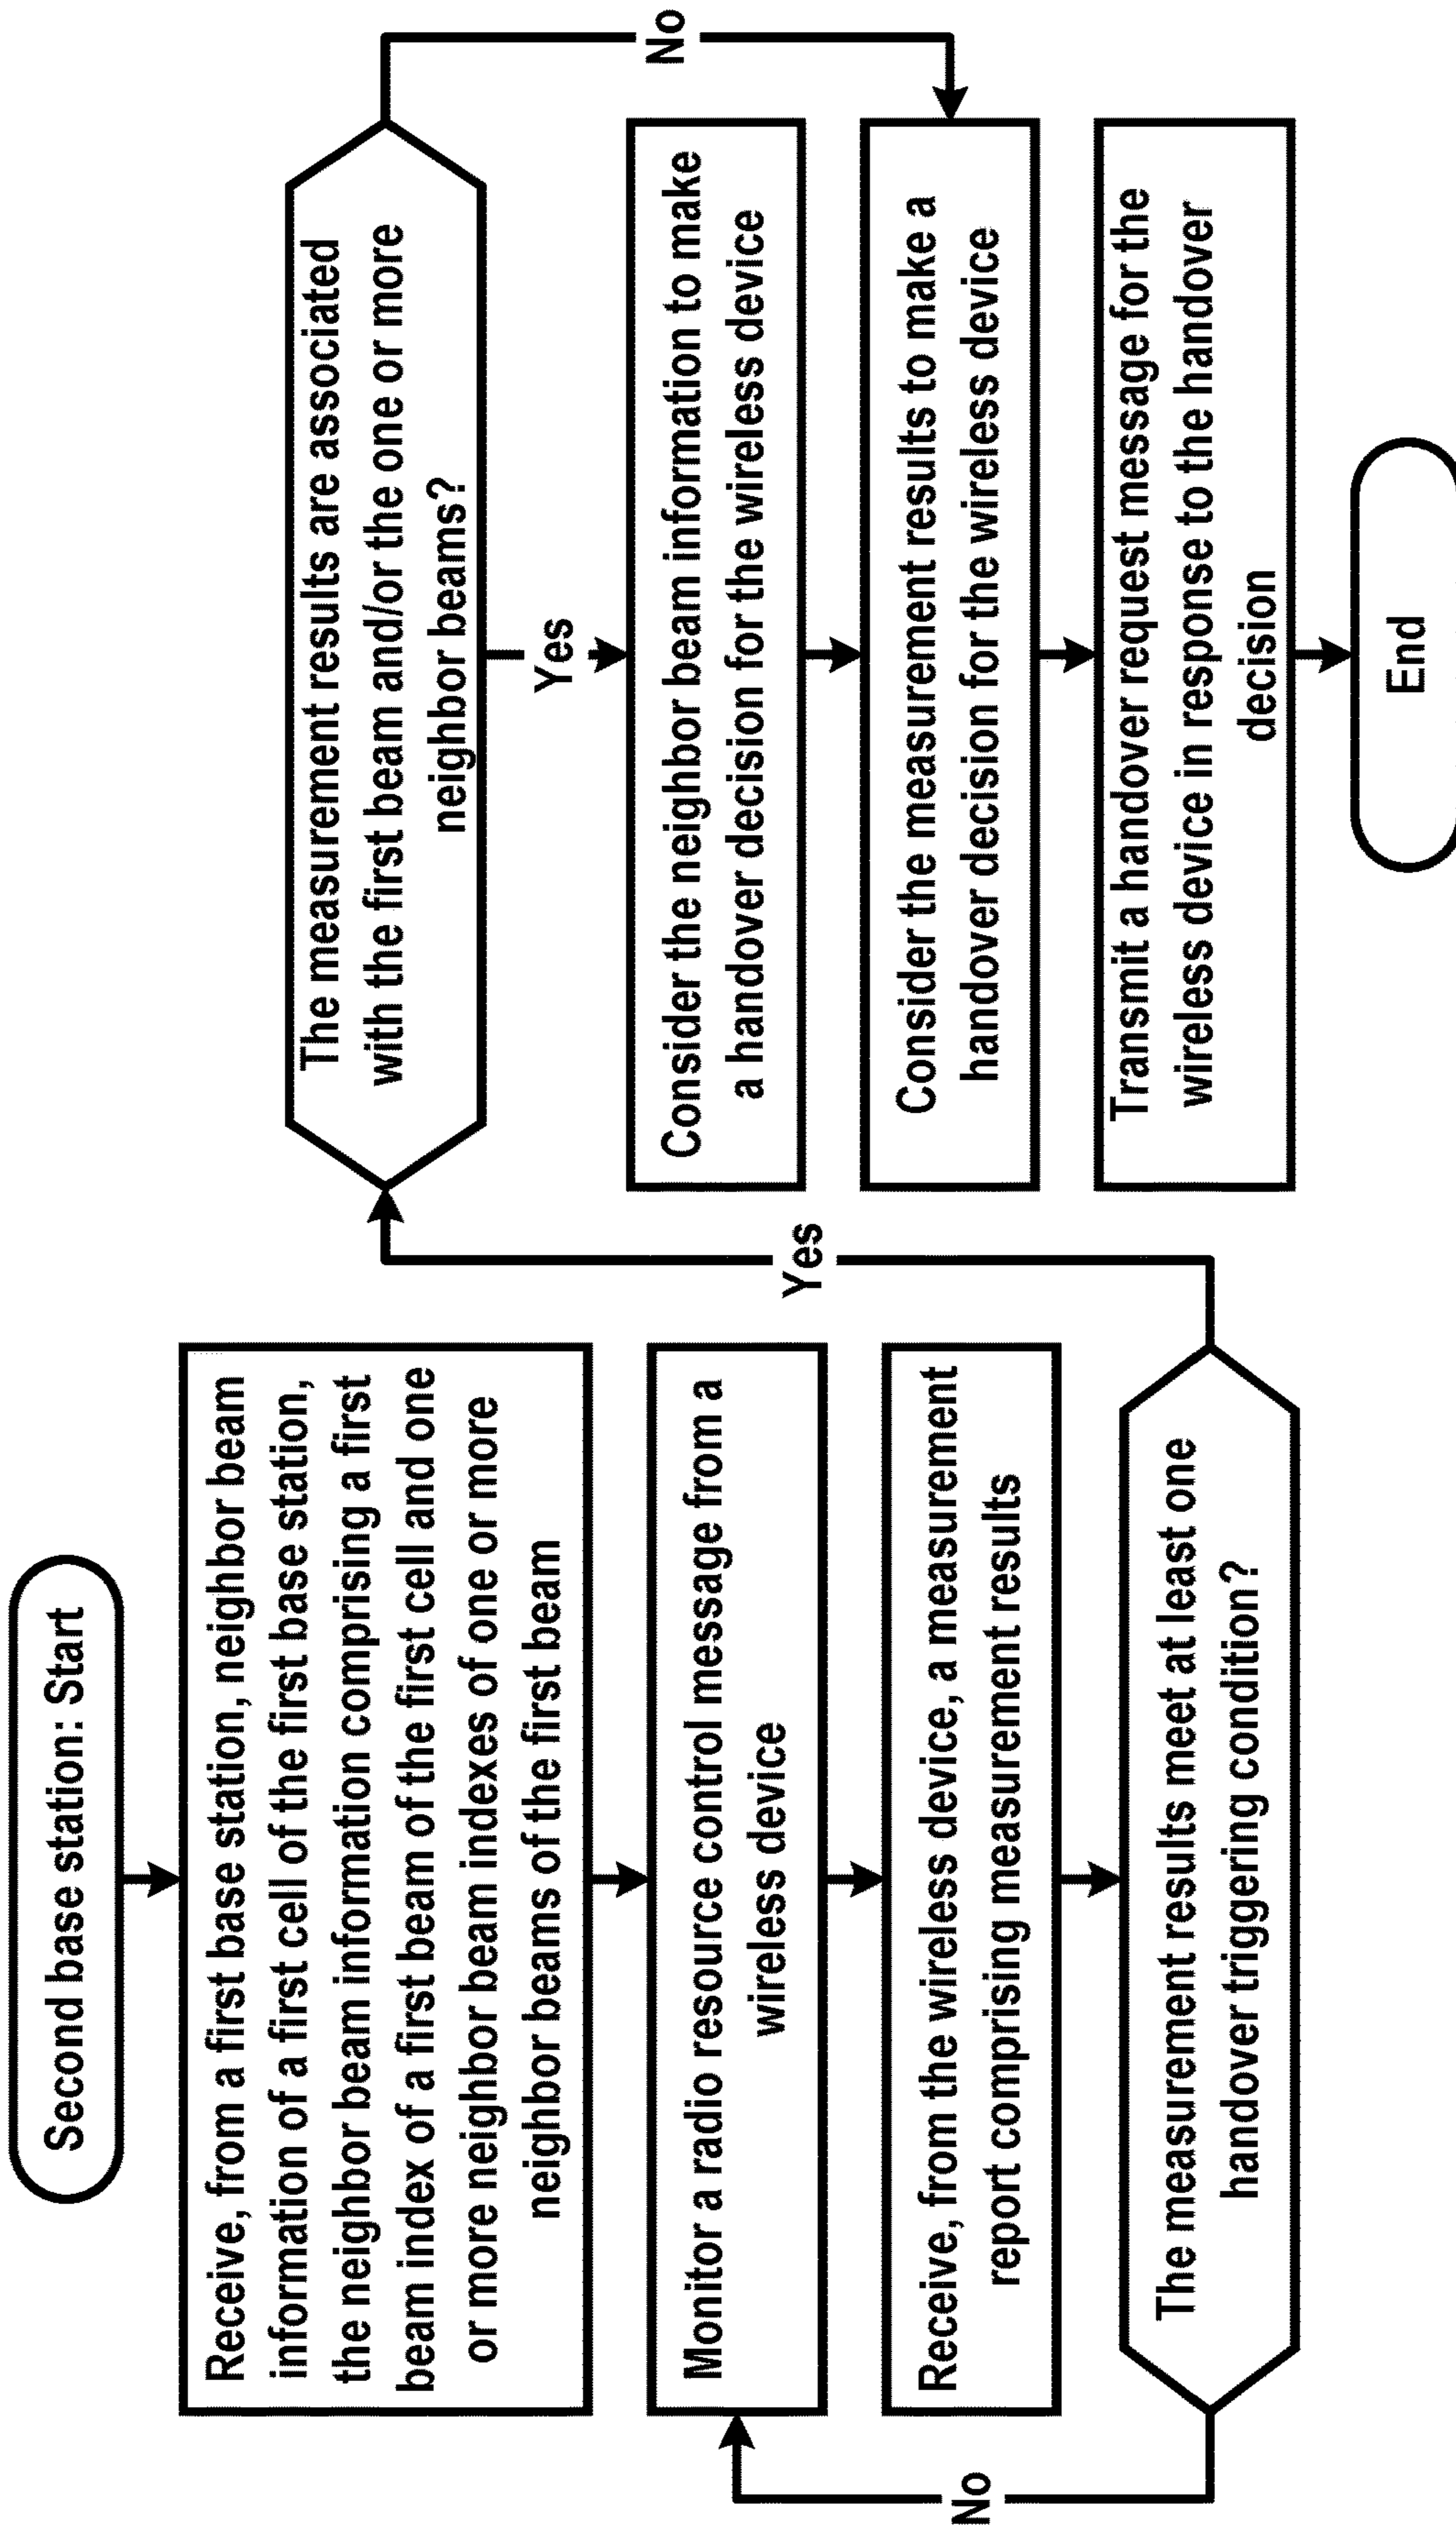 Second base station: Start
Receive, from a first base station, neighbor beam
information of a first cell of the first base station,
the neighbor beam information comprising a first
beam index of a first beam of the first cell and one
or more neighbor beam indexes of one or more
neighbor beams of the first beam
Monitor a radio resource control message from a
wireless device
Receive, from the wireless device, a measurement
report comprising measurement results
The measurement results meet at least one
handover triggering condition?
No
Yes
The measurement results are associated
with the first beam and/or the one or more
neighbor beams?
No
Yes
Consider the neighbor beam information to make
a handover decision for the wireless device
Consider the measurement results to make a
handover decision for the wireless device
Transmit a handover request message for the
wireless device in response to the handover
decision
End